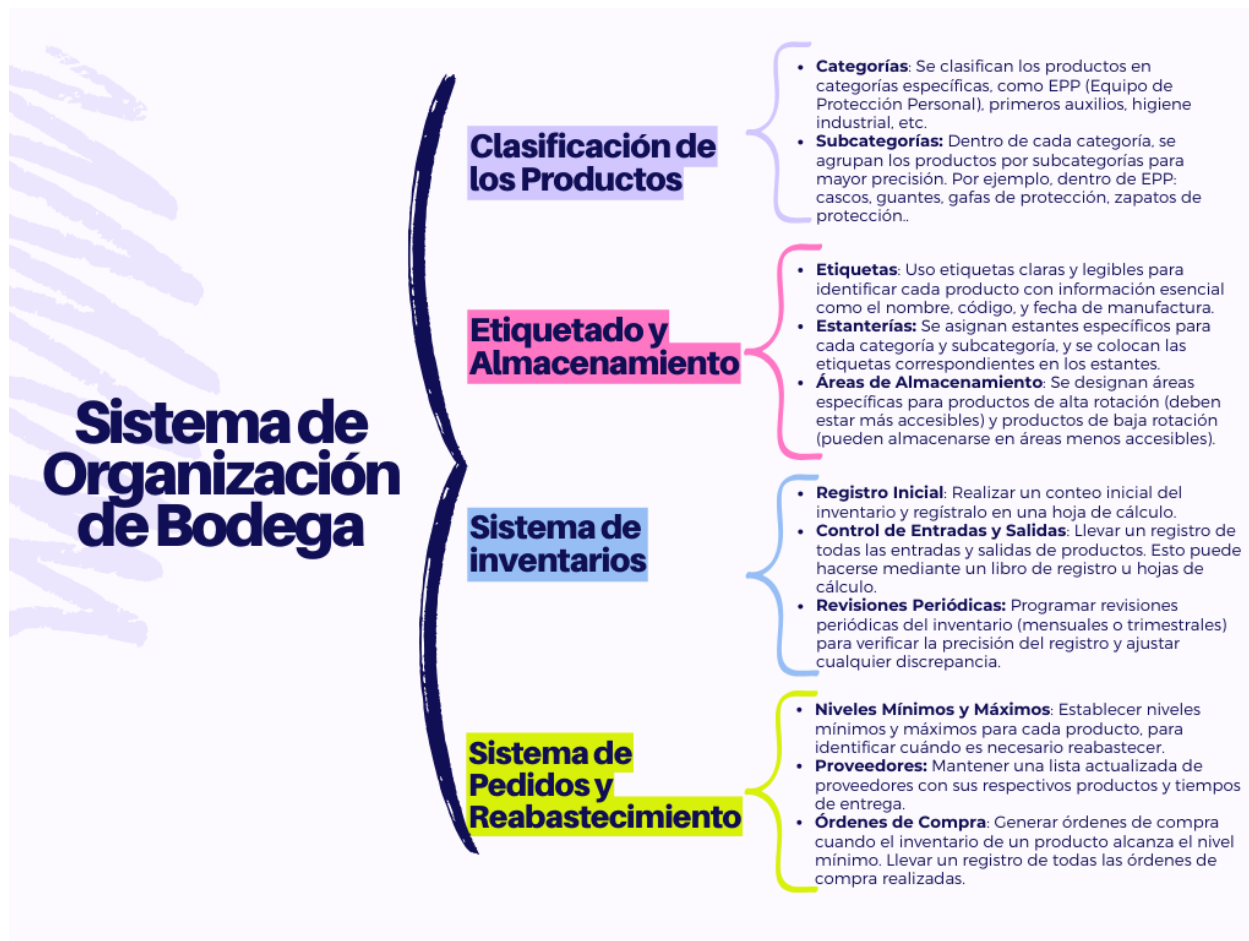 Sistema de
Organización
de Bodega
Clasificación de
los Productos
• Categorías: Se clasifican los productos en
categorías específicas, como EPP (Equipo de
Protección Personal), primeros auxilios, higiene
industrial, etc.
• Subcategorías: Dentro de cada categoría, se
agrupan los productos por subcategorías para
mayor precisión. Por ejemplo, dentro de EPP:
cascos, guantes, gafas de protección, zapatos de
protección..
Etiquetado y
Almacenamiento
• Etiquetas: Uso etiquetas claras y legibles para
identificar cada producto con información esencial
como el nombre, código, y fecha de manufactura.
• Estanterías: Se asignan estantes específicos para
cada categoría y subcategoría, y se colocan las
etiquetas correspondientes en los estantes.
• Áreas de Almacenamiento: Se designan áreas
específicas para productos de alta rotación (deben
estar más accesibles) y productos de baja rotación
(pueden almacenarse en áreas menos accesibles).
Sistema de
inventarios
• Registro Inicial: Realizar un conteo inicial del
inventario y regístralo en una hoja de cálculo.
• Control de Entradas y Salidas: Llevar un registro de
todas las entradas y salidas de productos. Esto puede
hacerse mediante un libro de registro u hojas de
cálculo.
• Revisiones Periódicas: Programar revisiones
periódicas del inventario (mensuales o trimestrales)
para verificar la precisión del registro y ajustar
cualquier discrepancia.
Sistema de
Pedidos y
Reabastecimiento
• Niveles Mínimos y Máximos: Establecer niveles
mínimos y máximos para cada producto, para
identificar cuándo es necesario reabastecer.
• Proveedores: Mantener una lista actualizada de
proveedores con sus respectivos productos y tiempos
de entrega.
• Órdenes de Compra: Generar órdenes de compra
cuando el inventario de un producto alcanza el nivel
mínimo. Llevar un registro de todas las órdenes de
compra realizadas.